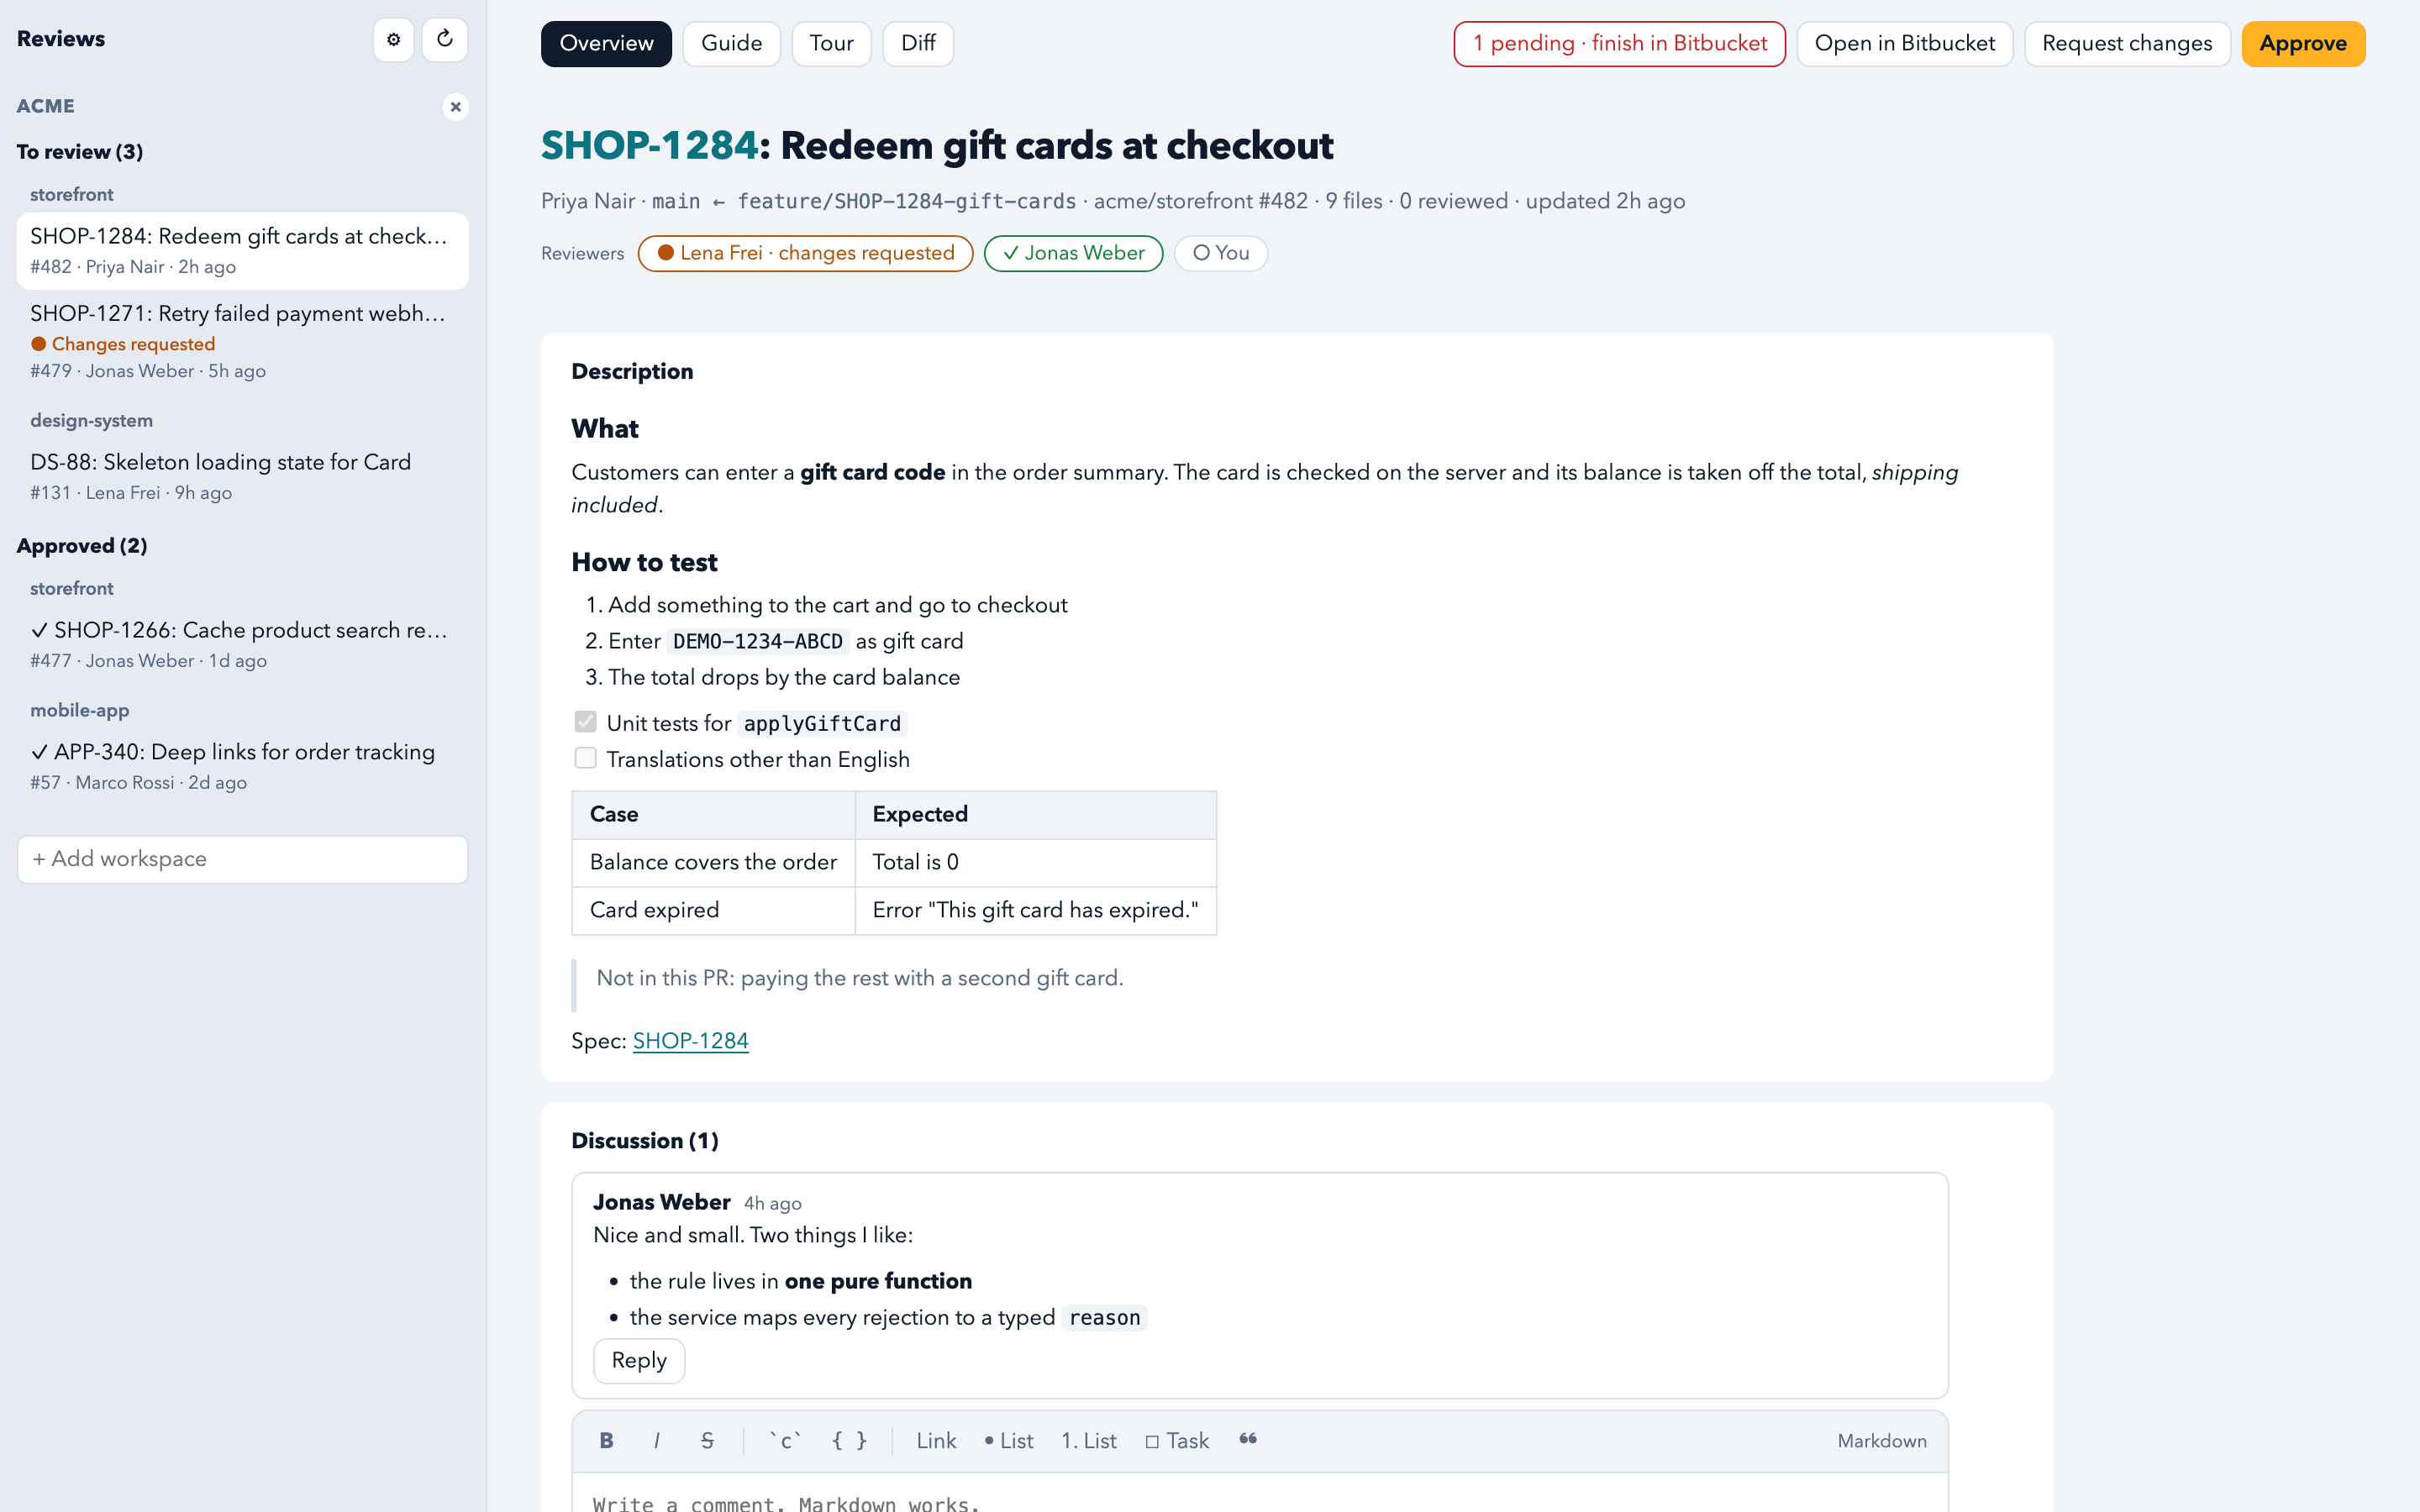 Reviews
ACME
To review (3)
storefront
SHOP-1284: Redeem gift cards at check…
#482 · Priya Nair · 2h ago
SHOP-1271: Retry failed payment webh…
Changes requested
#479 · Jonas Weber · 5h ago
design-system
DS-88: Skeleton loading state for Card
#131 · Lena Frei · 9h ago
Approved (2)
storefront
✓ SHOP-1266: Cache product search re…
#477 · Jonas Weber · 1d ago
mobile-app
✓ APP-340: Deep links for order tracking
#57 · Marco Rossi · 2d ago
+ Add workspace
Overview Guide Tour Diff
1 pending · finish in Bitbucket Open in Bitbucket Request changes Approve
SHOP-1284: Redeem gift cards at checkout
Priya Nair · main ← feature/SHOP-1284-gift-cards · acme/storefront #482 · 9 files · 0 reviewed · updated 2h ago
Reviewers Lena Frei · changes requested ✓ Jonas Weber You
Description
What
Customers can enter a gift card code in the order summary. The card is checked on the server and its balance is taken off the total, shipping
included.
How to test
1. Add something to the cart and go to checkout
2. Enter DEMO-1234-ABCD as gift card
3. The total drops by the card balance
Unit tests for applyGiftCard
Translations other than English
Case Expected
Balance covers the order Total is 0
Card expired Error "This gift card has expired."
Not in this PR: paying the rest with a second gift card.
Spec: SHOP-1284
Discussion (1)
Jonas Weber 4h ago
Nice and small. Two things I like:
• the rule lives in one pure function
• the service maps every rejection to a typed reason
Reply
B I S `c` { } Link • List 1. List ☐ Task ❝ Markdown
Write a comment. Markdown works.